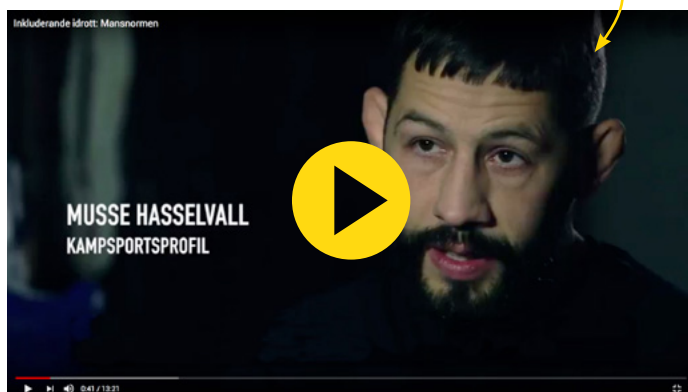 Inkluderande idrott: Mansnormen
MUSSE HASSELVALL
KAMPSPORTSPROFIL
0:41 / 13:21